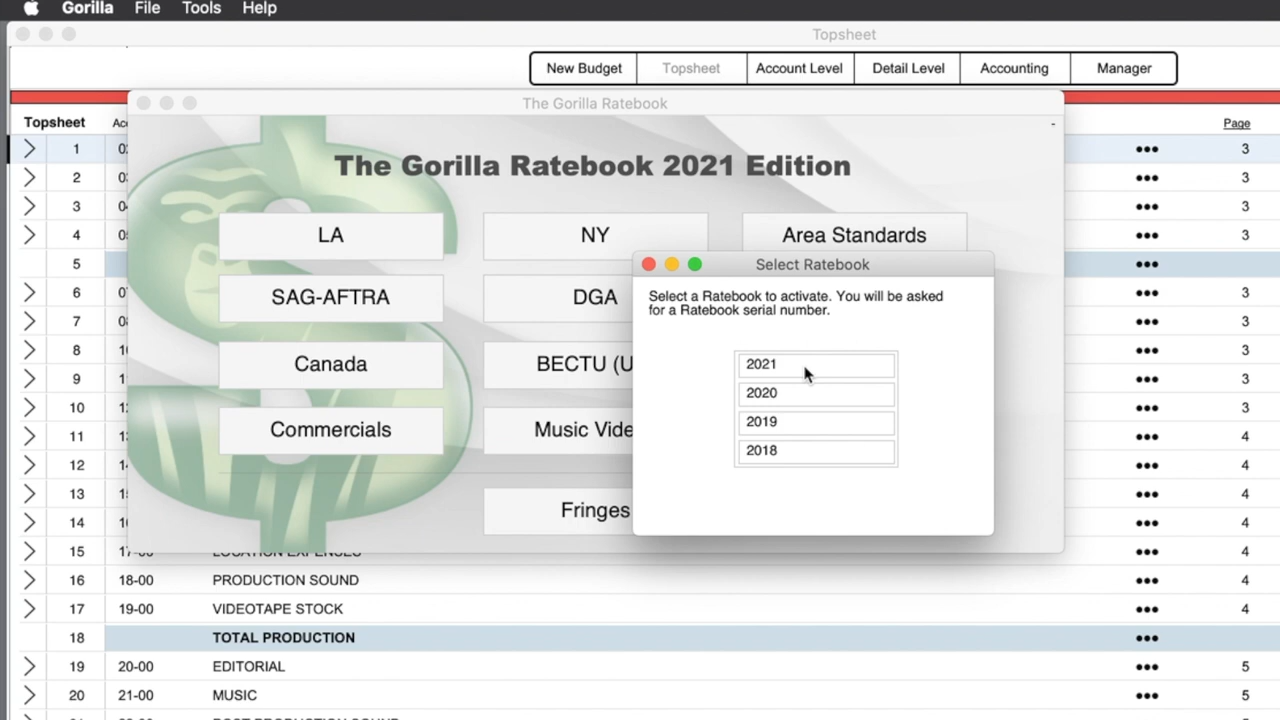 Gorilla File Tools Help
Topsheet
New Budget Topsheet Account Level Detail Level Accounting Manager
The Gorilla Ratebook
Topsheet Page
The Gorilla Ratebook 2021 Edition
1 3
2 3
3 3
4 3
5
6 3
7 3
8 3
9 3
10 3
11 4
12 4
13 4
14 4
LA NY Area Standards
SAG-AFTRA DGA
Canada BECTU (U
Commercials
Fringes
Select Ratebook
Select a Ratebook to activate. You will be asked
for a Ratebook serial number.
2021
2020
2019
2018
15 4
16 18-00 PRODUCTION SOUND 4
17 19-00 VIDEOTAPE STOCK 4
18 TOTAL PRODUCTION
19 20-00 EDITORIAL 5
20 21-00 MUSIC 5